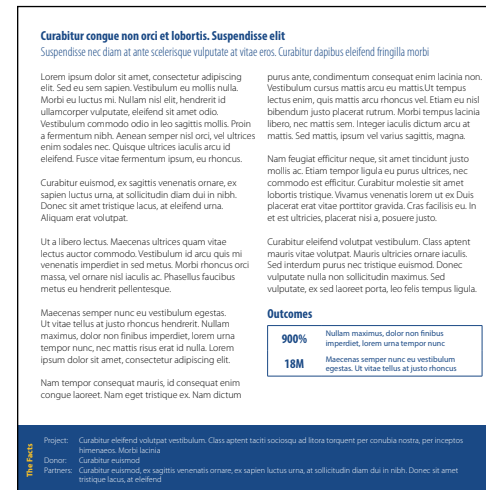 Curabitur congue non orci et lobortis. Suspendisse elit
Suspendisse nec diam at ante scelerisque vulputate at vitae eros. Curabitur dapibus eleifend fringilla morbi
Lorem ipsum dolor sit amet, consectetur adipiscing
elit. Sed eu sem sapien. Vestibulum eu mollis nulla.
Morbi eu luctus mi. Nullam nisl elit, hendrerit id
ullamcorper vulputate, eleifend sit amet odio.
Vestibulum commodo odio in leo sagittis mollis. Proin
a fermentum nibh. Aenean semper nisl orci, vel ultrices
enim sodales nec. Quisque ultrices iaculis arcu id
eleifend. Fusce vitae fermentum ipsum, eu rhoncus.
Curabitur euismod, ex sagittis venenatis ornare, ex
sapien luctus urna, at sollicitudin diam dui in nibh.
Donec sit amet tristique lacus, at eleifend urna.
Aliquam erat volutpat.
Ut a libero lectus. Maecenas ultrices quam vitae
lectus auctor commodo. Vestibulum id arcu quis mi
venenatis imperdiet in sed metus. Morbi rhoncus orci
massa, vel ornare nisl iaculis ac. Phasellus faucibus
metus eu hendrerit pellentesque.
Maecenas semper nunc eu vestibulum egestas.
Ut vitae tellus at justo rhoncus hendrerit. Nullam
maximus, dolor non finibus imperdiet, lorem urna
tempor nunc, nec mattis risus erat id nulla. Lorem
ipsum dolor sit amet, consectetur adipiscing elit.
Nam tempor consequat mauris, id consequat enim
congue laoreet. Nam eget tristique ex. Nam dictum
purus ante, condimentum consequat enim lacinia non.
Vestibulum cursus mattis arcu eu mattis.Ut tempus
lectus enim, quis mattis arcu rhoncus vel. Etiam eu nisl
bibendum justo placerat rutrum. Morbi tempus lacinia
libero, nec mattis sem. Integer iaculis dictum arcu at
mattis. Sed mattis, ipsum vel varius sagittis, magna.
Nam feugiat efficitur neque, sit amet tincidunt justo
mollis ac. Etiam tempor ligula eu purus ultrices, nec
commodo est efficitur. Curabitur molestie sit amet
lobortis tristique. Vivamus venenatis lorem ut ex Duis
placerat erat vitae porttitor gravida. Cras facilisis eu. In
et est ultricies, placerat nisi a, posuere justo.
Curabitur eleifend volutpat vestibulum. Class aptent
mauris vitae volutpat. Mauris ultricies ornare iaculis.
Sed interdum purus nec tristique euismod. Donec
vulputate nulla non sollicitudin maximus. Sed
vulputate, ex sed laoreet porta, leo felis tempus ligula.
Outcomes
900% Nullam maximus, dolor non finibus
imperdiet, lorem urna tempor nunc
18M Maecenas semper nunc eu vestibulum
egestas. Ut vitae tellus at justo rhoncus
The Facts
Project: Curabitur eleifend volutpat vestibulum. Class aptent taciti sociosqu ad litora torquent per conubia nostra, per inceptos
himenaeos. Morbi lacinia
Donor: Curabitur euismod
Partners: Curabitur euismod, ex sagittis venenatis ornare, ex sapien luctus urna, at sollicitudin diam dui in nibh. Donec sit amet
tristique lacus, at eleifend